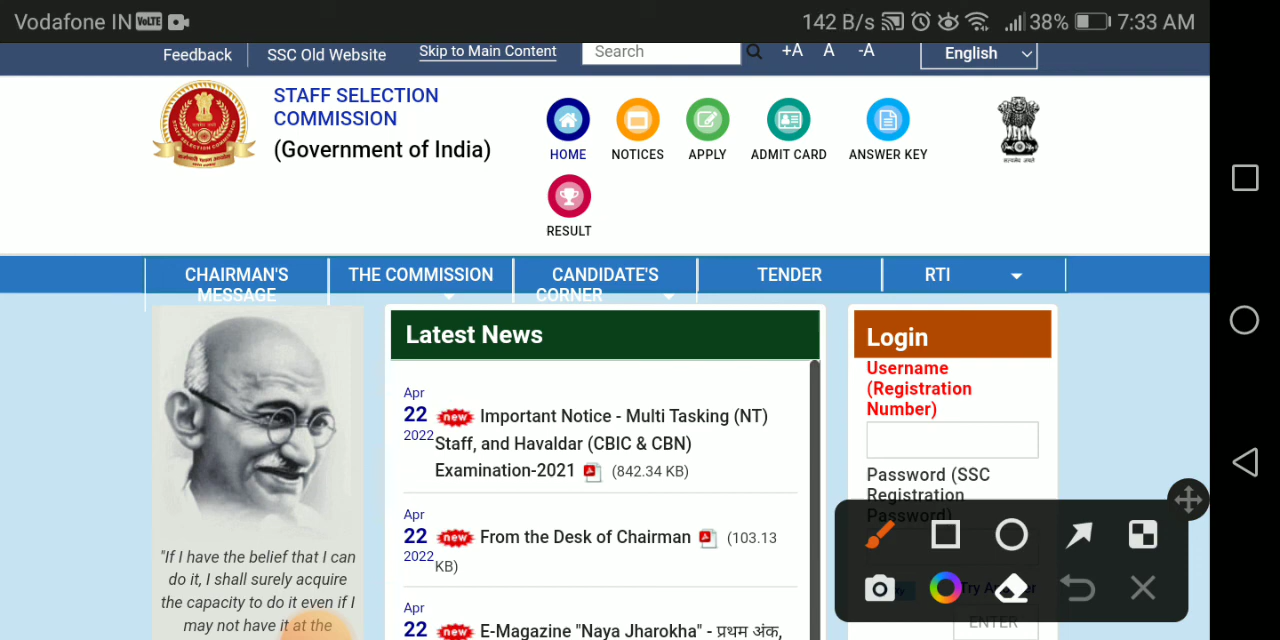 Vodafone IN VoLTE 142 B/s 38% 7:33 AM
Feedback SSC Old Website Skip to Main Content Search +A A -A English
STAFF SELECTION
COMMISSION
(Government of India)
HOME NOTICES APPLY ADMIT CARD ANSWER KEY
RESULT
CHAIRMAN'S
MESSAGE
THE COMMISSION
CANDIDATE'S
CORNER
TENDER
RTI
"If I have the belief that I can
do it, I shall surely acquire
the capacity to do it even if I
may not have it at the
Latest News
Apr
22
2022
new Important Notice - Multi Tasking (NT)
Staff, and Havaldar (CBIC & CBN)
Examination-2021 (842.34 KB)
Apr
22
2022
new From the Desk of Chairman (103.13
KB)
Apr
22
new E-Magazine "Naya Jharokha" - प्रथम अंक,
Login
Username
(Registration
Number)
Password (SSC
Registration
Password)
Try An
er
ENTER